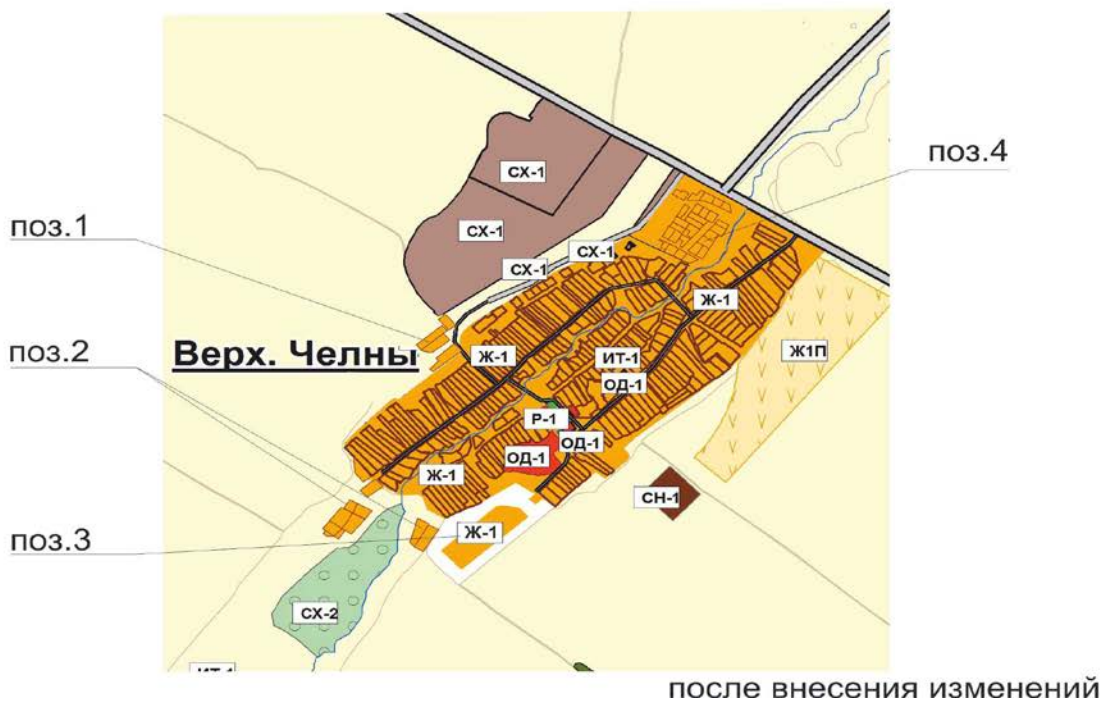 поз.4
СХ-1
поз.1
СХ-1
СХ-1
СХ-1
Ж-1
поз.2
Верх. Челны
Ж-1
ИТ-1
Ж1П
ОД-1
Р-1
ОД-1
ОД-1
Ж-1
СН-1
поз.3
Ж-1
СХ-2
ИТ-1
после внесения изменений